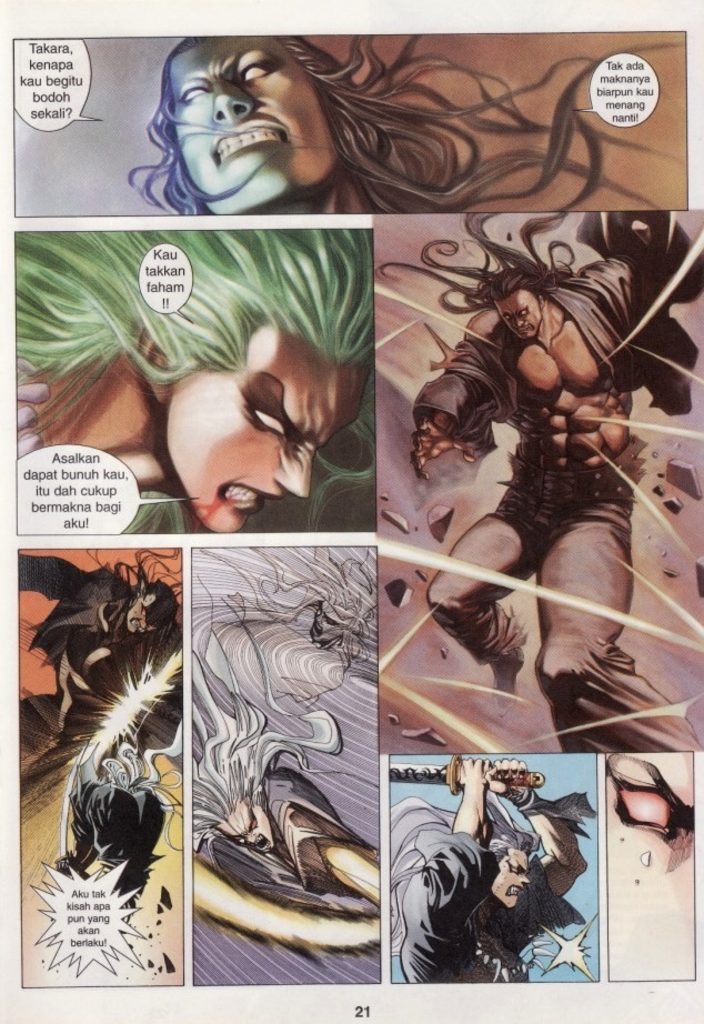 Takara,
kenapa
kau begitu
bodoh
sekali?
Tak ada
maknanya
biarpun kau
menang
nanti!
Kau
takkan
faham
!!
Asalkan
dapat bunuh kau,
itu dah cukup
bermakna bagi
aku!
Aku tak
kisah apa
pun yang
akan
berlaku!
21